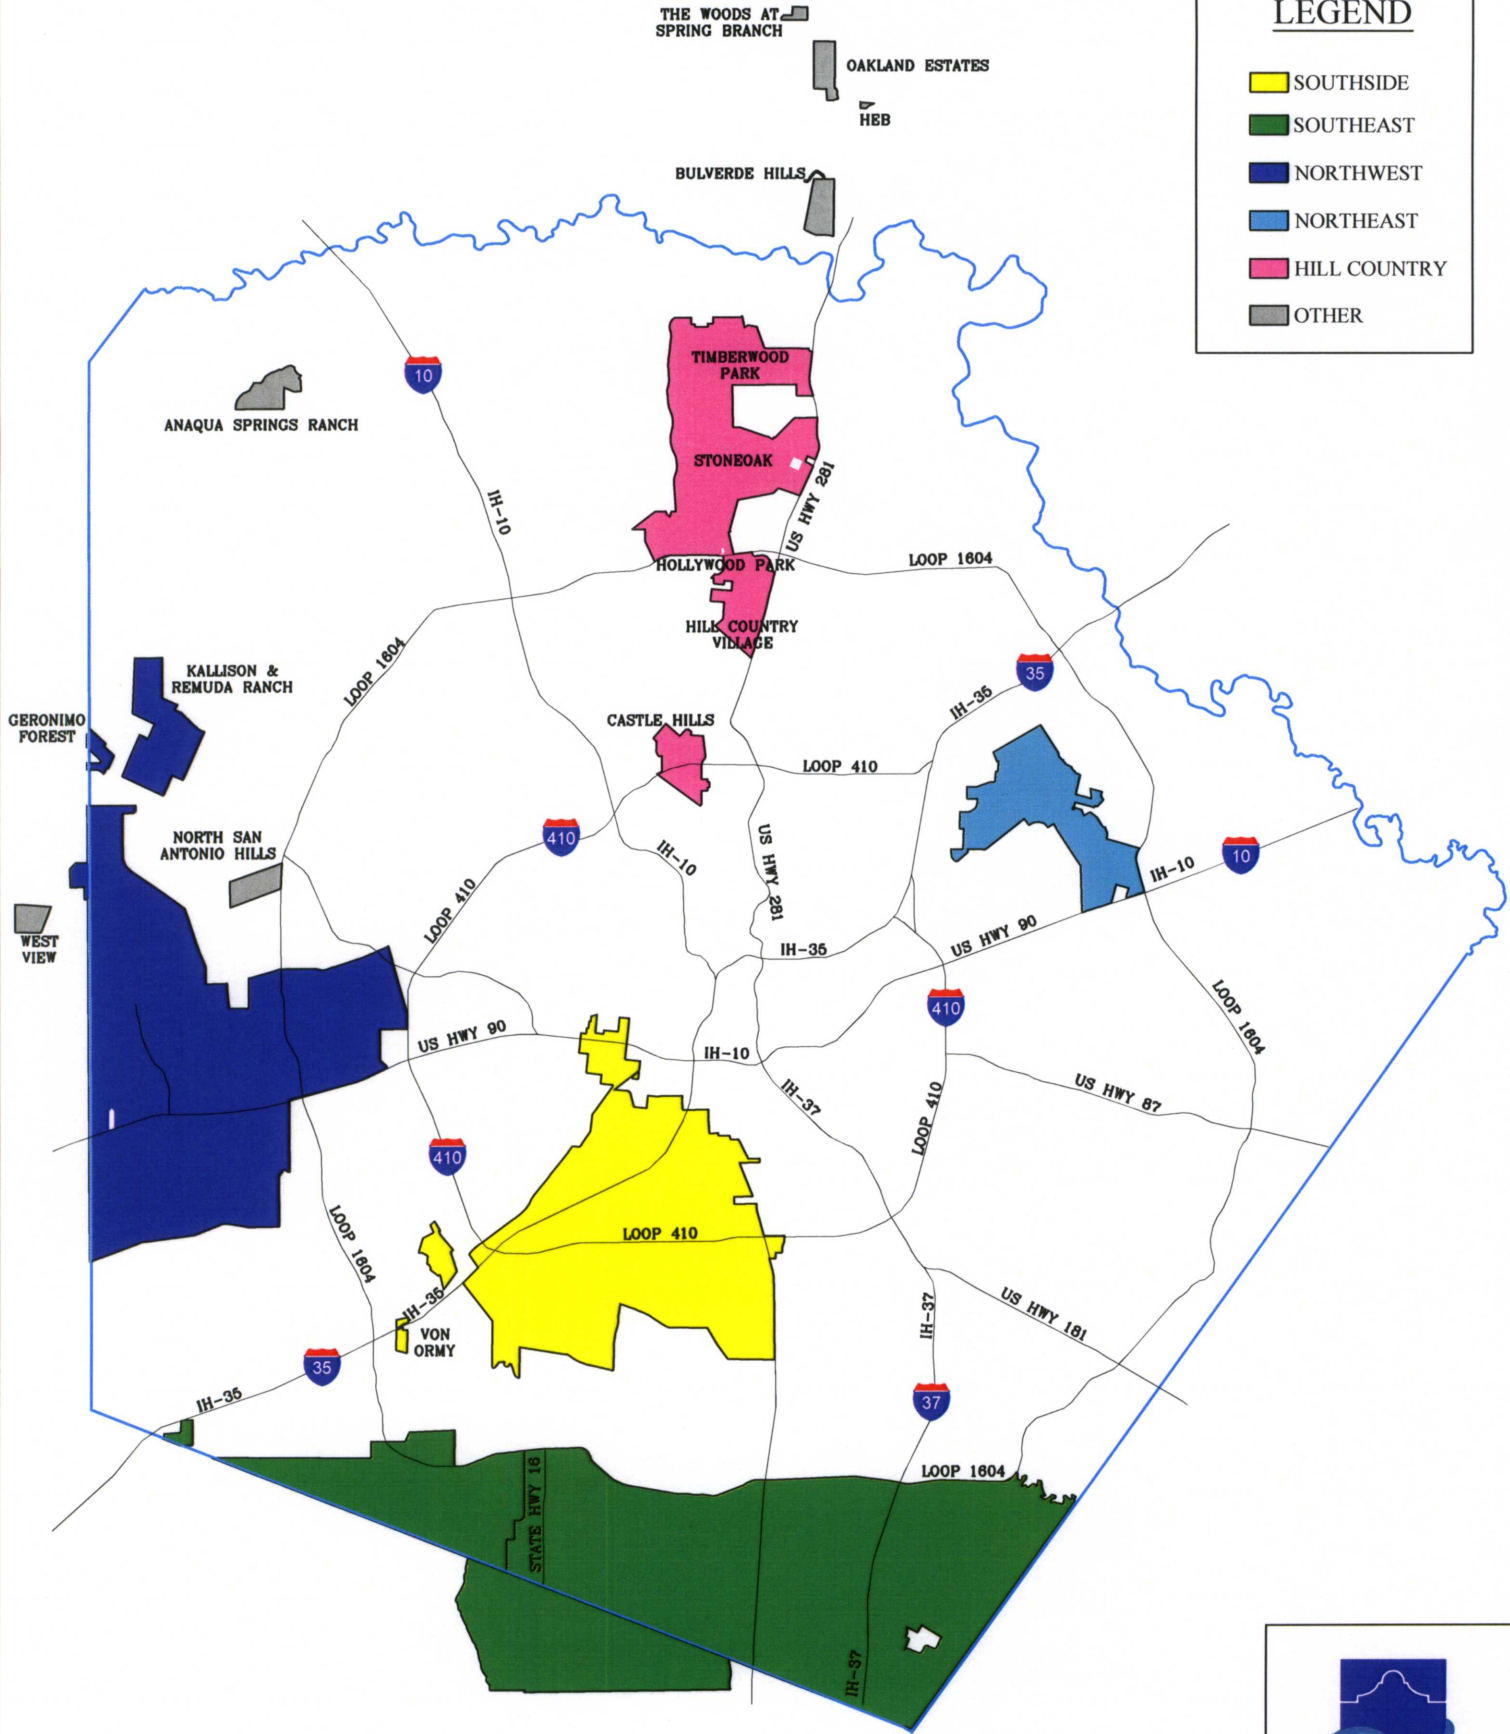 THE WOODS AT
SPRING BRANCH
OAKLAND ESTATES
HEB
BULVERDE HILLS
LEGEND
SOUTHSIDE
SOUTHEAST
NORTHWEST
NORTHEAST
HILL COUNTRY
OTHER
10
ANAQUA SPRINGS RANCH
TIMBERWOOD
PARK
STONEOAK
US HWY 281
IH-10
HOLLYWOOD PARK
LOOP 1604
HILL COUNTRY
VILLAGE
LOOP 1604
KALLISON &
REMUDA RANCH
GERONIMO
FOREST
35
IH-35
CASTLE HILLS
LOOP 410
410
NORTH SAN
ANTONIO HILLS
IH-10
US HWY 281
IH-10
10
LOOP 410
WEST
VIEW
IH-35
US HWY 90
410
LOOP 1604
US HWY 90
IH-10
IH-37
LOOP 410
US HWY 87
410
LOOP 1604
LOOP 410
IH-35
VON
ORMY
35
IH-37
US HWY 181
IH-35
37
STATE HWY 16
LOOP 1604
IH-37